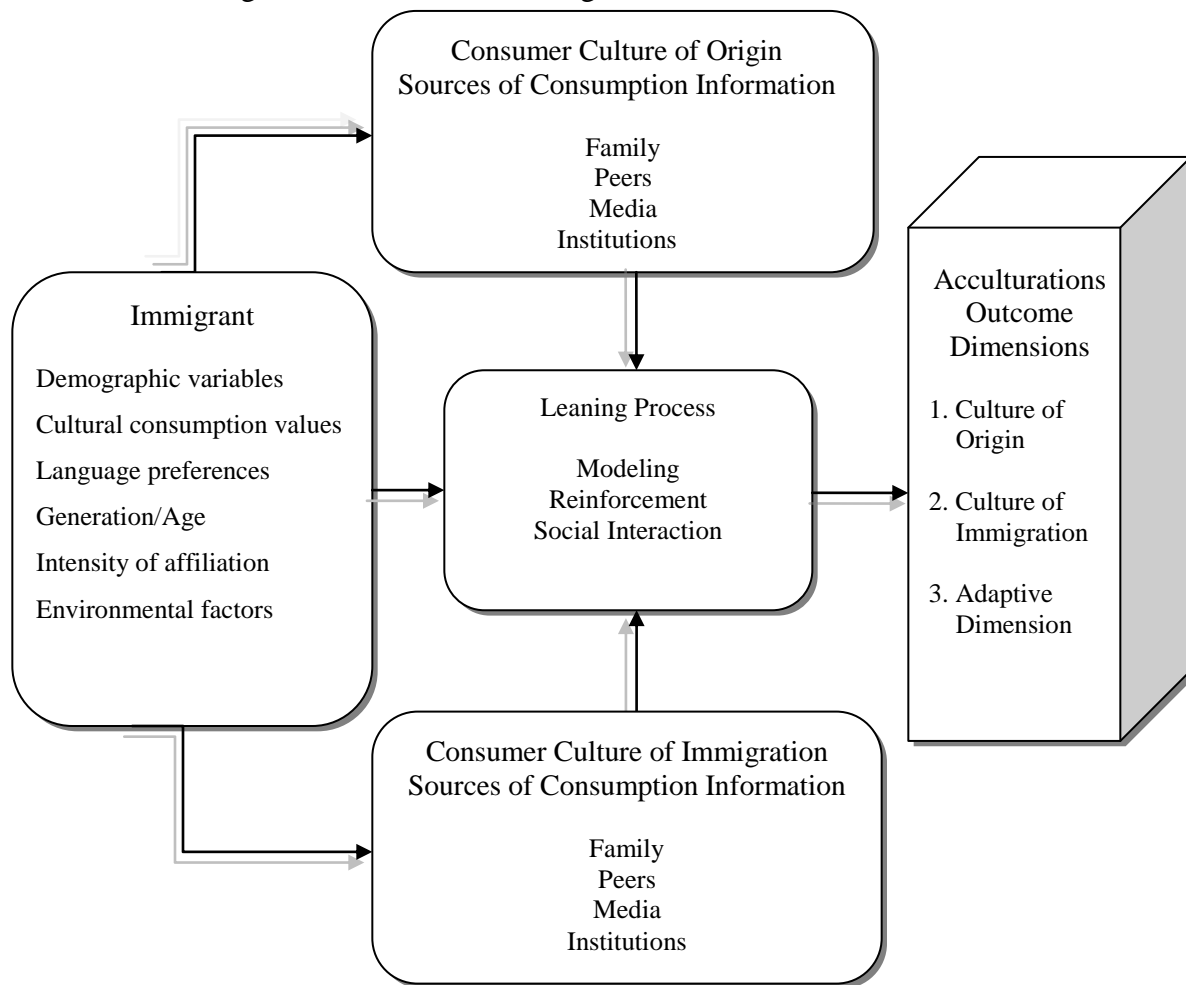 Consumer Culture of Origin
Sources of Consumption Information
Family
Peers
Media
Institutions
Immigrant
Demographic variables
Cultural consumption values
Language preferences
Generation/Age
Intensity of affiliation
Environmental factors
Leaning Process
Modeling
Reinforcement
Social Interaction
Acculturations
Outcome
Dimensions
1. Culture of
Origin
2. Culture of
Immigration
3. Adaptive
Dimension
Consumer Culture of Immigration
Sources of Consumption Information
Family
Peers
Media
Institutions